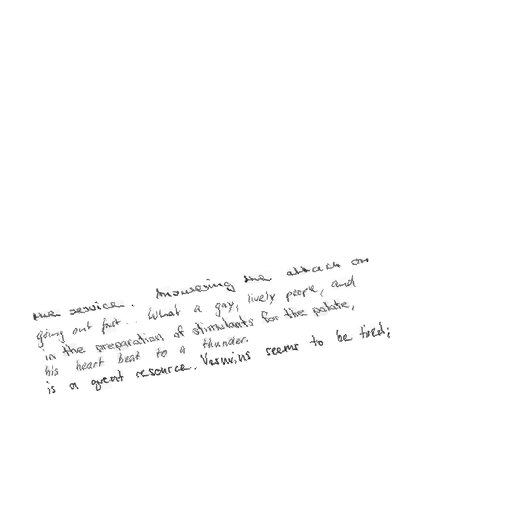 the service. Answering the attack on
going out fast.. What a gay, lively people, and
in the preparation of stimulants for the palate,
his heart beat to a thunder.
is a great resource. seems to be tired;